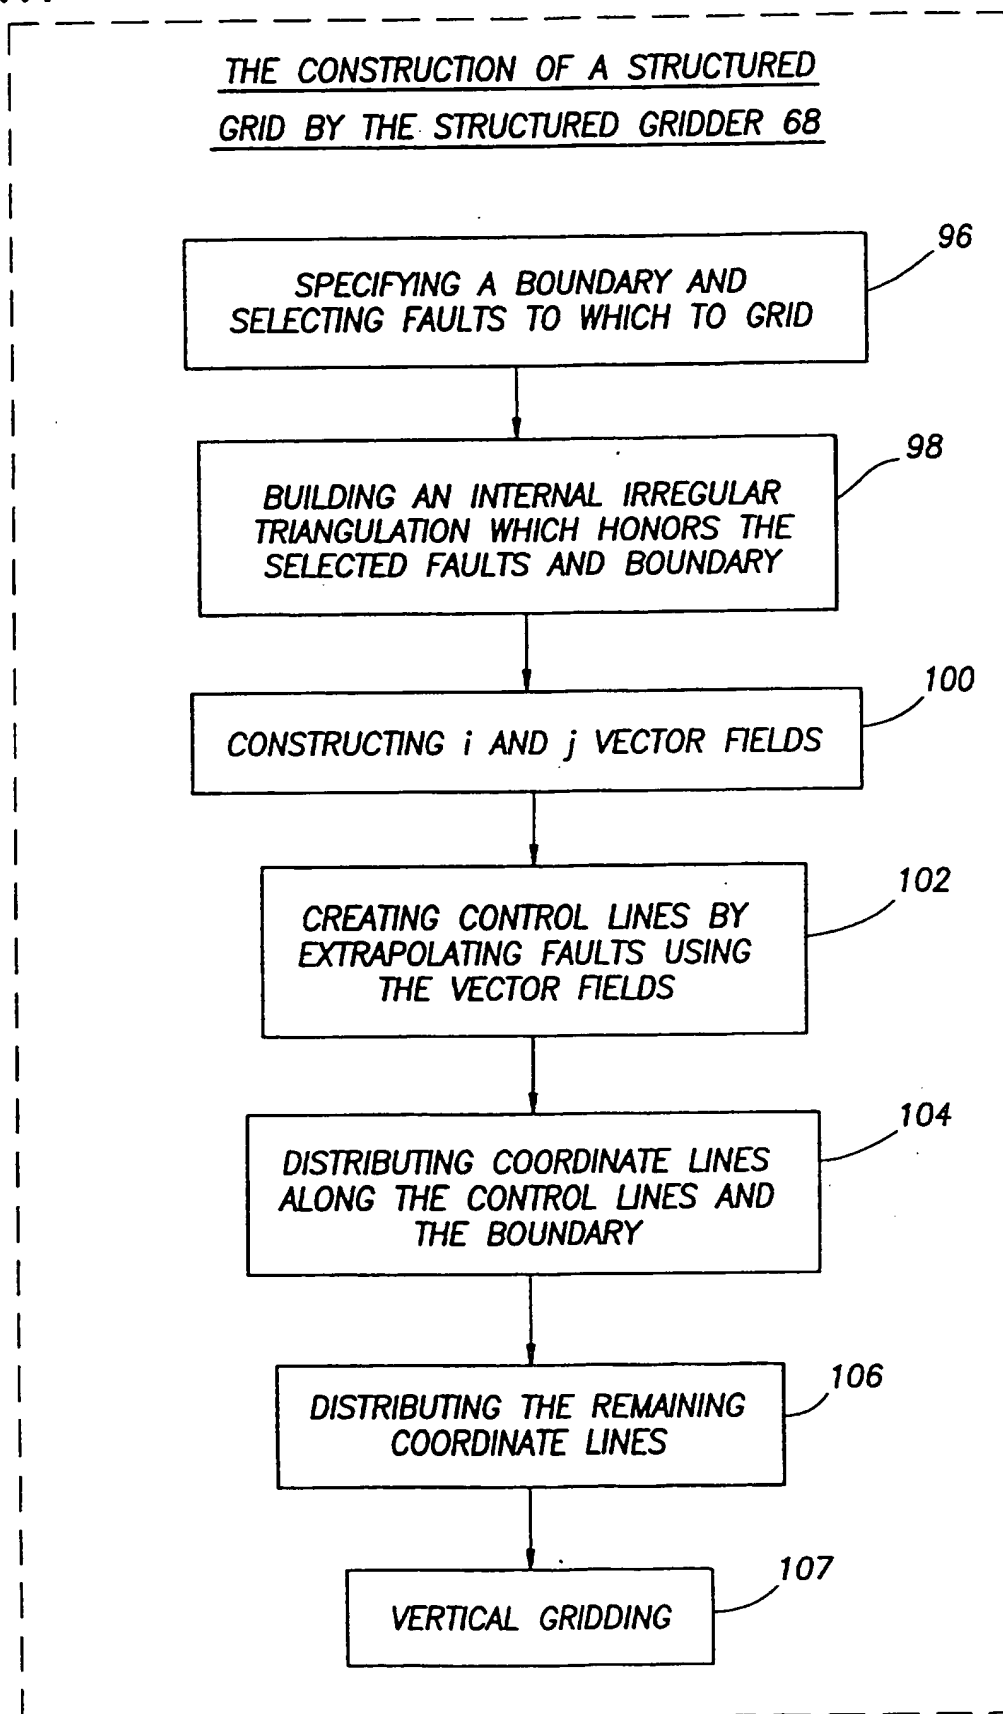 THE CONSTRUCTION OF A STRUCTURED
GRID BY THE STRUCTURED GRIDDER 68
96
SPECIFYING A BOUNDARY AND
SELECTING FAULTS TO WHICH TO GRID
98
BUILDING AN INTERNAL IRREGULAR
TRIANGULATION WHICH HONORS THE
SELECTED FAULTS AND BOUNDARY
100
CONSTRUCTING i AND j VECTOR FIELDS
102
CREATING CONTROL LINES BY
EXTRAPOLATING FAULTS USING
THE VECTOR FIELDS
104
DISTRIBUTING COORDINATE LINES
ALONG THE CONTROL LINES AND
THE BOUNDARY
106
DISTRIBUTING THE REMAINING
COORDINATE LINES
107
VERTICAL GRIDDING